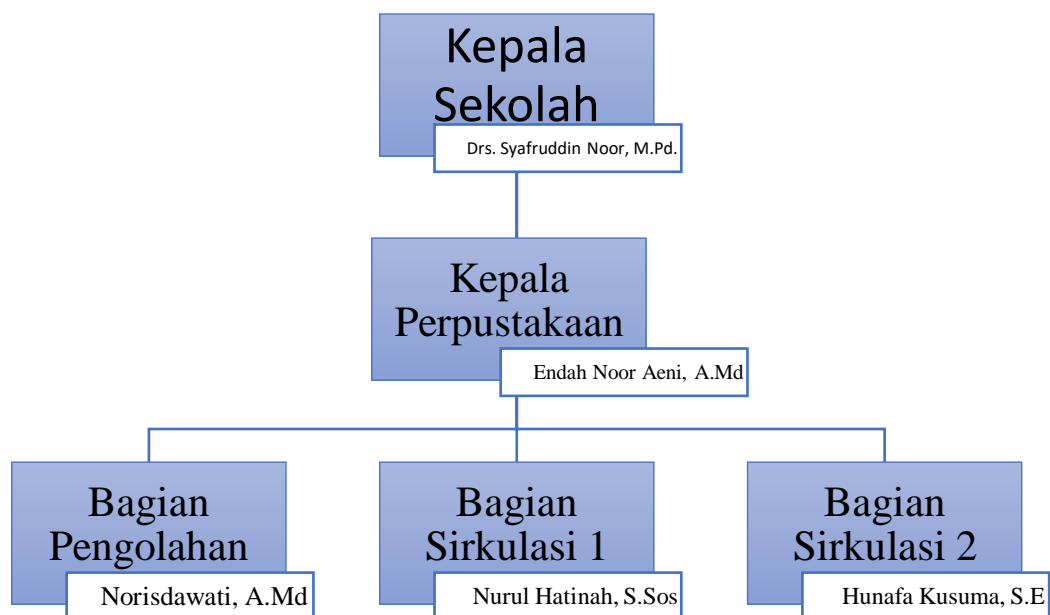 Kepala
Sekolah
Drs. Syafruddin Noor, M.Pd.
Kepala
Perpustakaan
Endah Noor Aeni, A.Md
Bagian
Pengolahan
Norisdawati, A.Md
Bagian
Sirkulasi 1
Nurul Hatinah, S.Sos
Bagian
Sirkulasi 2
Hunafa Kusuma, S.E